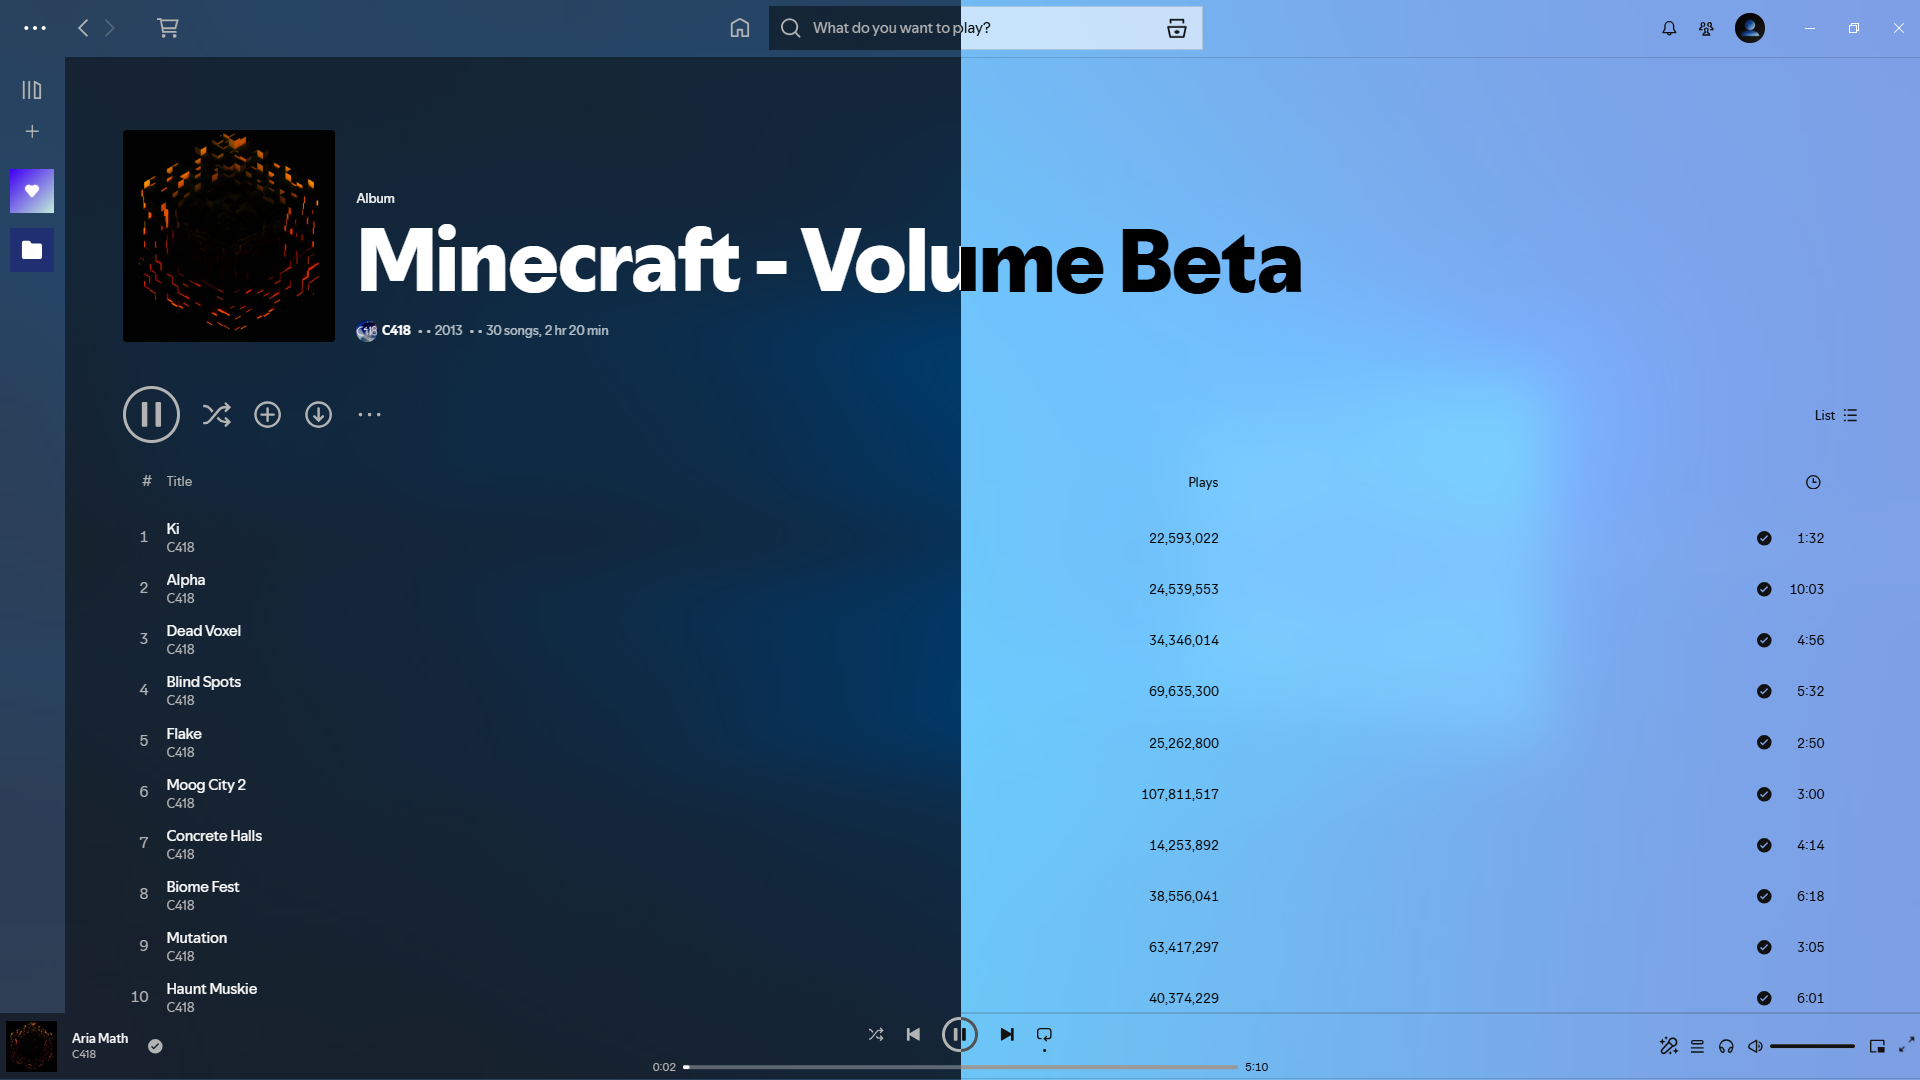 What do you want to play?
Album
Minecraft - Volume Beta
C418 • • 2013 • • 30 songs, 2 hr 20 min
List
# Title Plays
1 Ki 22,593,022 1:32
C418
2 Alpha 24,539,553 10:03
C418
3 Dead Voxel 34,346,014 4:56
C418
4 Blind Spots 69,635,300 5:32
C418
5 Flake 25,262,800 2:50
C418
6 Moog City 2 107,811,517 3:00
C418
7 Concrete Halls 14,253,892 4:14
C418
8 Biome Fest 38,556,041 6:18
C418
9 Mutation 63,417,297 3:05
C418
10 Haunt Muskie 40,374,229 6:01
C418
Aria Math
C418
0:02 5:10